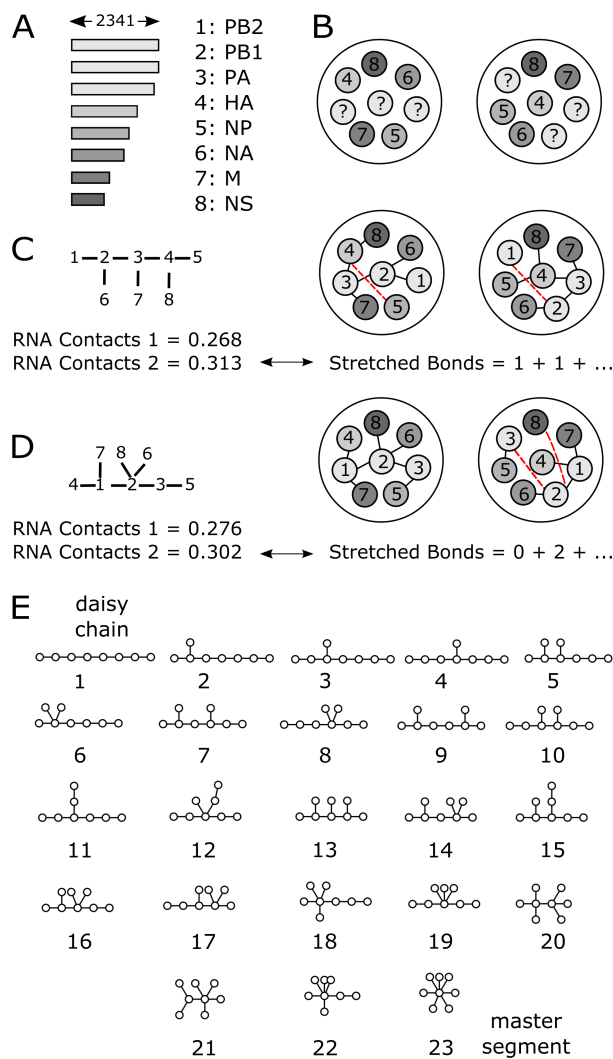 A
2341
1: PB2
2: PB1
3: PA
4: HA
5: NP
6: NA
7: M
8: NS
B
8
4 6
? ? ?
7 5
8
? 7
5 4 ?
6 ?
C
1 2 3 4 5
6 7 8
RNA Contacts 1 = 0.268
RNA Contacts 2 = 0.313
8
4 6
3 2 1
7 5
8
1 7
5 4 3
6 2
Stretched Bonds = 1 + 1 + ...
D
7 8 6
4 1 2 3 5
RNA Contacts 1 = 0.276
RNA Contacts 2 = 0.302
8
4 6
1 2 3
7 5
8
3 7
5 4 1
6 2
Stretched Bonds = 0 + 2 + ...
E
daisy
chain
1 2 3 4 5
6 7 8 9 10
11 12 13 14 15
16 17 18 19 20
21 22 23
master
segment